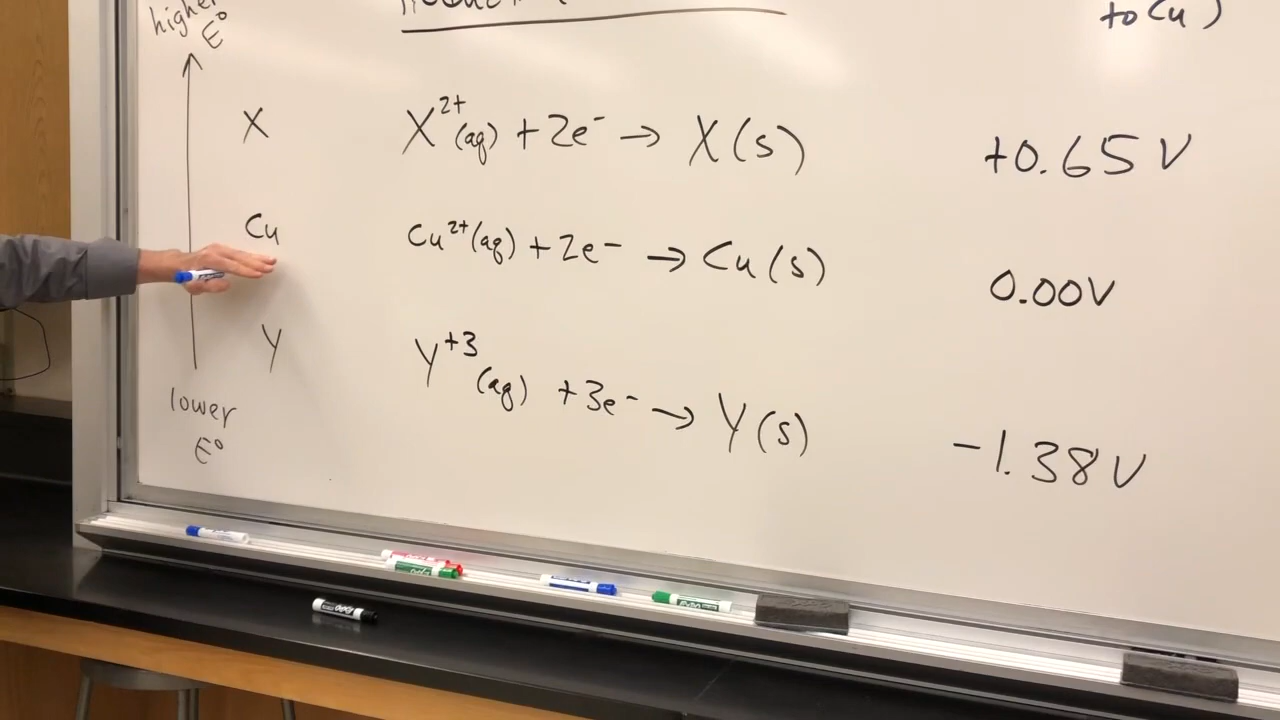 higher
E°
to Cu)
X
X²⁺(aq) + 2e⁻ → X(s)
+0.65V
Cu
Cu²⁺(aq) + 2e⁻ → Cu(s)
0.00V
Y
Y⁺³(aq) + 3e⁻ → Y(s)
-1.38V
lower
E°